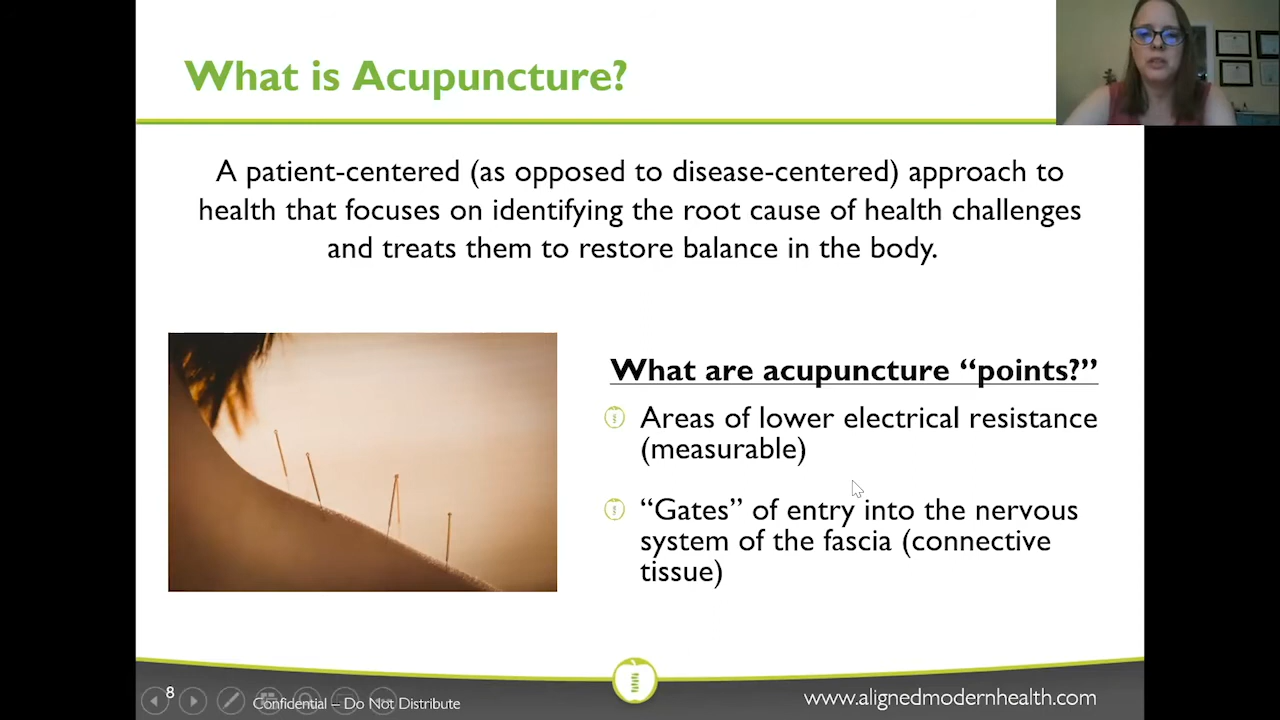 What is Acupuncture?
A patient-centered (as opposed to disease-centered) approach to
health that focuses on identifying the root cause of health challenges
and treats them to restore balance in the body.
What are acupuncture “points?”
Areas of lower electrical resistance
(measurable)
“Gates” of entry into the nervous
system of the fascia (connective
tissue)
8
Confidential – Do Not Distribute
www.alignedmodernhealth.com